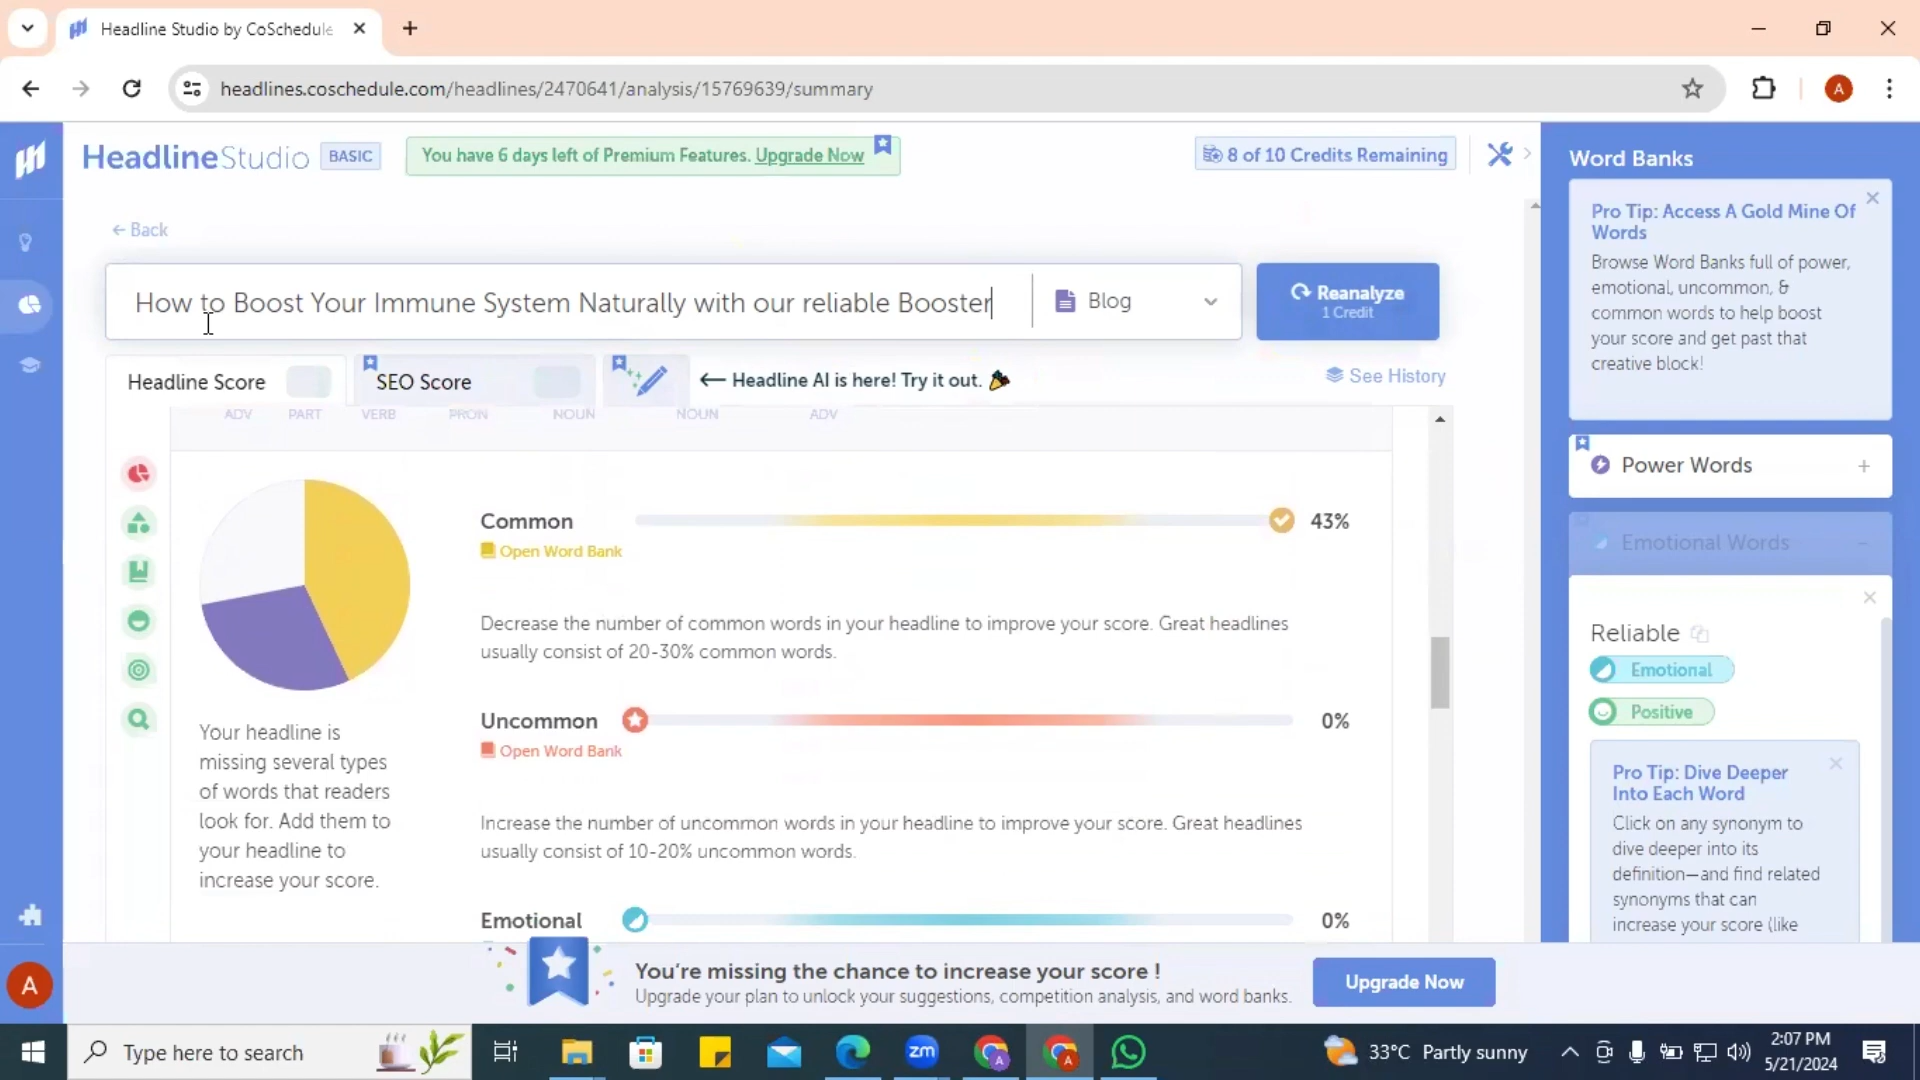 Headline Studio by CoSchedule
headlines.coschedule.com/headlines/2470641/analysis/15769639/summary
A
HeadlineStudio
BASIC
You have 6 days left of Premium Features. Upgrade Now
8 of 10 Credits Remaining
← Back
How to Boost Your Immune System Naturally with our reliable Booster
Blog
Reanalyze
1 Credit
Headline Score
SEO Score
← Headline AI is here! Try it out.
See History
ADV PART VERB PRON NOUN NOUN ADV
Common
43%
Open Word Bank
Decrease the number of common words in your headline to improve your score. Great headlines
usually consist of 20-30% common words.
Uncommon
0%
Open Word Bank
Increase the number of uncommon words in your headline to improve your score. Great headlines
usually consist of 10-20% uncommon words.
Emotional
0%
Your headline is
missing several types
of words that readers
look for. Add them to
your headline to
increase your score.
You're missing the chance to increase your score !
Upgrade your plan to unlock your suggestions, competition analysis, and word banks.
Upgrade Now
A
Word Banks
Pro Tip: Access A Gold Mine Of
Words
Browse Word Banks full of power,
emotional, uncommon, &
common words to help boost
your score and get past that
creative block!
Power Words
Emotional Words
Reliable
Emotional
Positive
Pro Tip: Dive Deeper
Into Each Word
Click on any synonym to
dive deeper into its
definition—and find related
synonyms that can
increase your score (like
Type here to search
zm
A
A
33°C Partly sunny
2:07 PM
5/21/2024